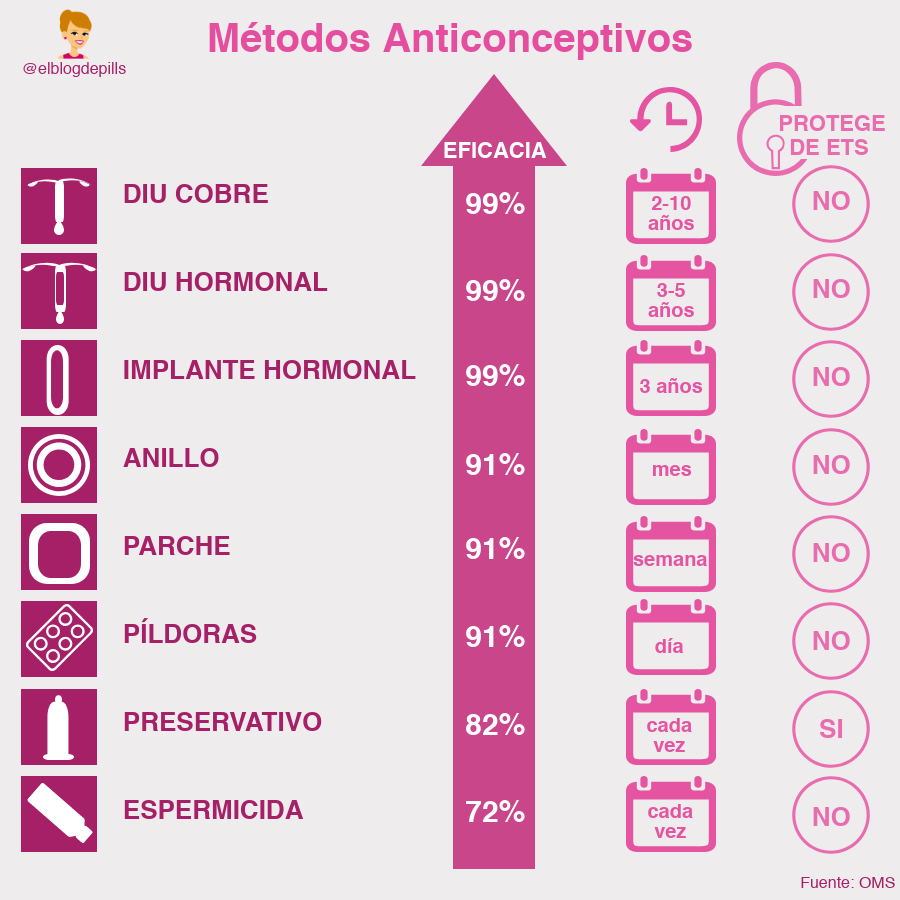 Métodos Anticonceptivos
@elblogdepills
EFICACIA
PROTEGE
DE ETS
DIU COBRE
99%
2-10
años
NO
DIU HORMONAL
99%
3-5
años
NO
IMPLANTE HORMONAL
99%
3 años
NO
ANILLO
91%
mes
NO
PARCHE
91%
semana
NO
PÍLDORAS
91%
día
NO
PRESERVATIVO
82%
cada
vez
SI
ESPERMICIDA
72%
cada
vez
NO
Fuente: OMS